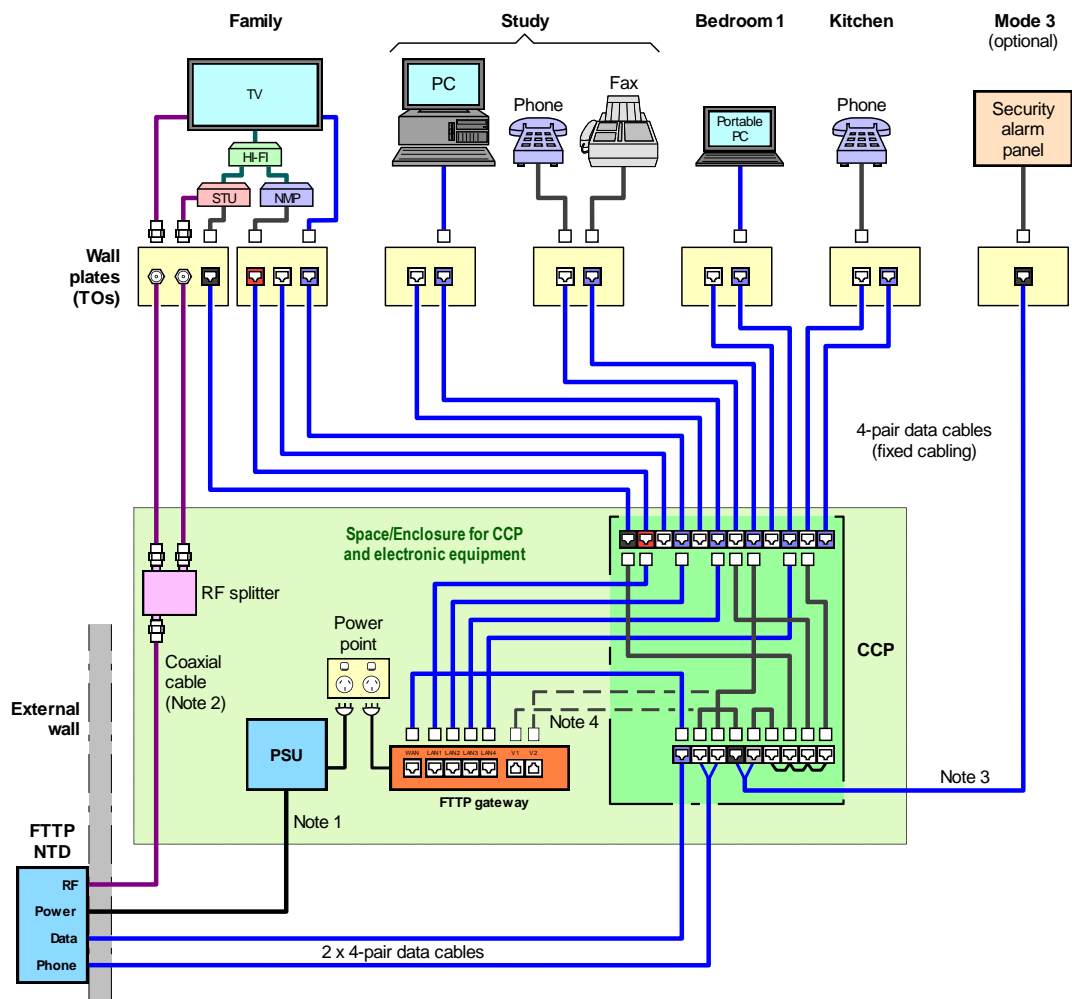 Family
Study
Bedroom 1
Kitchen
Mode 3
(optional)
TV
HI-FI
STU
NMP
PC
Phone
Fax
Portable
PC
Phone
Security
alarm
panel
Wall
plates
(TOs)
4-pair data cables
(fixed cabling)
Space/Enclosure for CCP
and electronic equipment
RF splitter
Power
point
CCP
Coaxial
cable
(Note 2)
External
wall
PSU
Note 4
WAN LAN1 LAN2 LAN3 LAN4 V1 V2
FTTP gateway
Note 3
Note 1
FTTP
NTD
RF
Power
Data
Phone
2 x 4-pair data cables